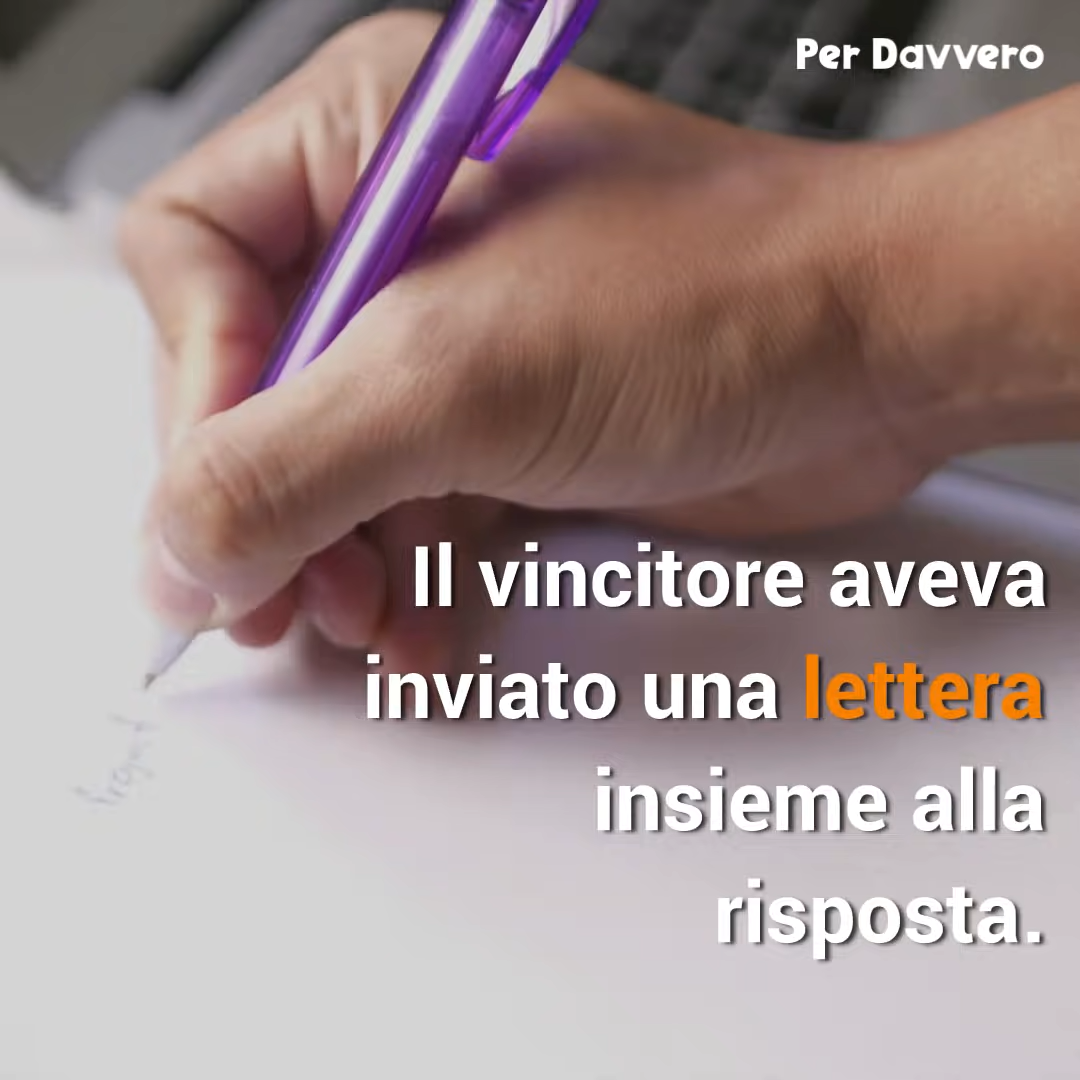 Per Davvero
Il vincitore aveva
inviato una lettera
insieme alla
risposta.